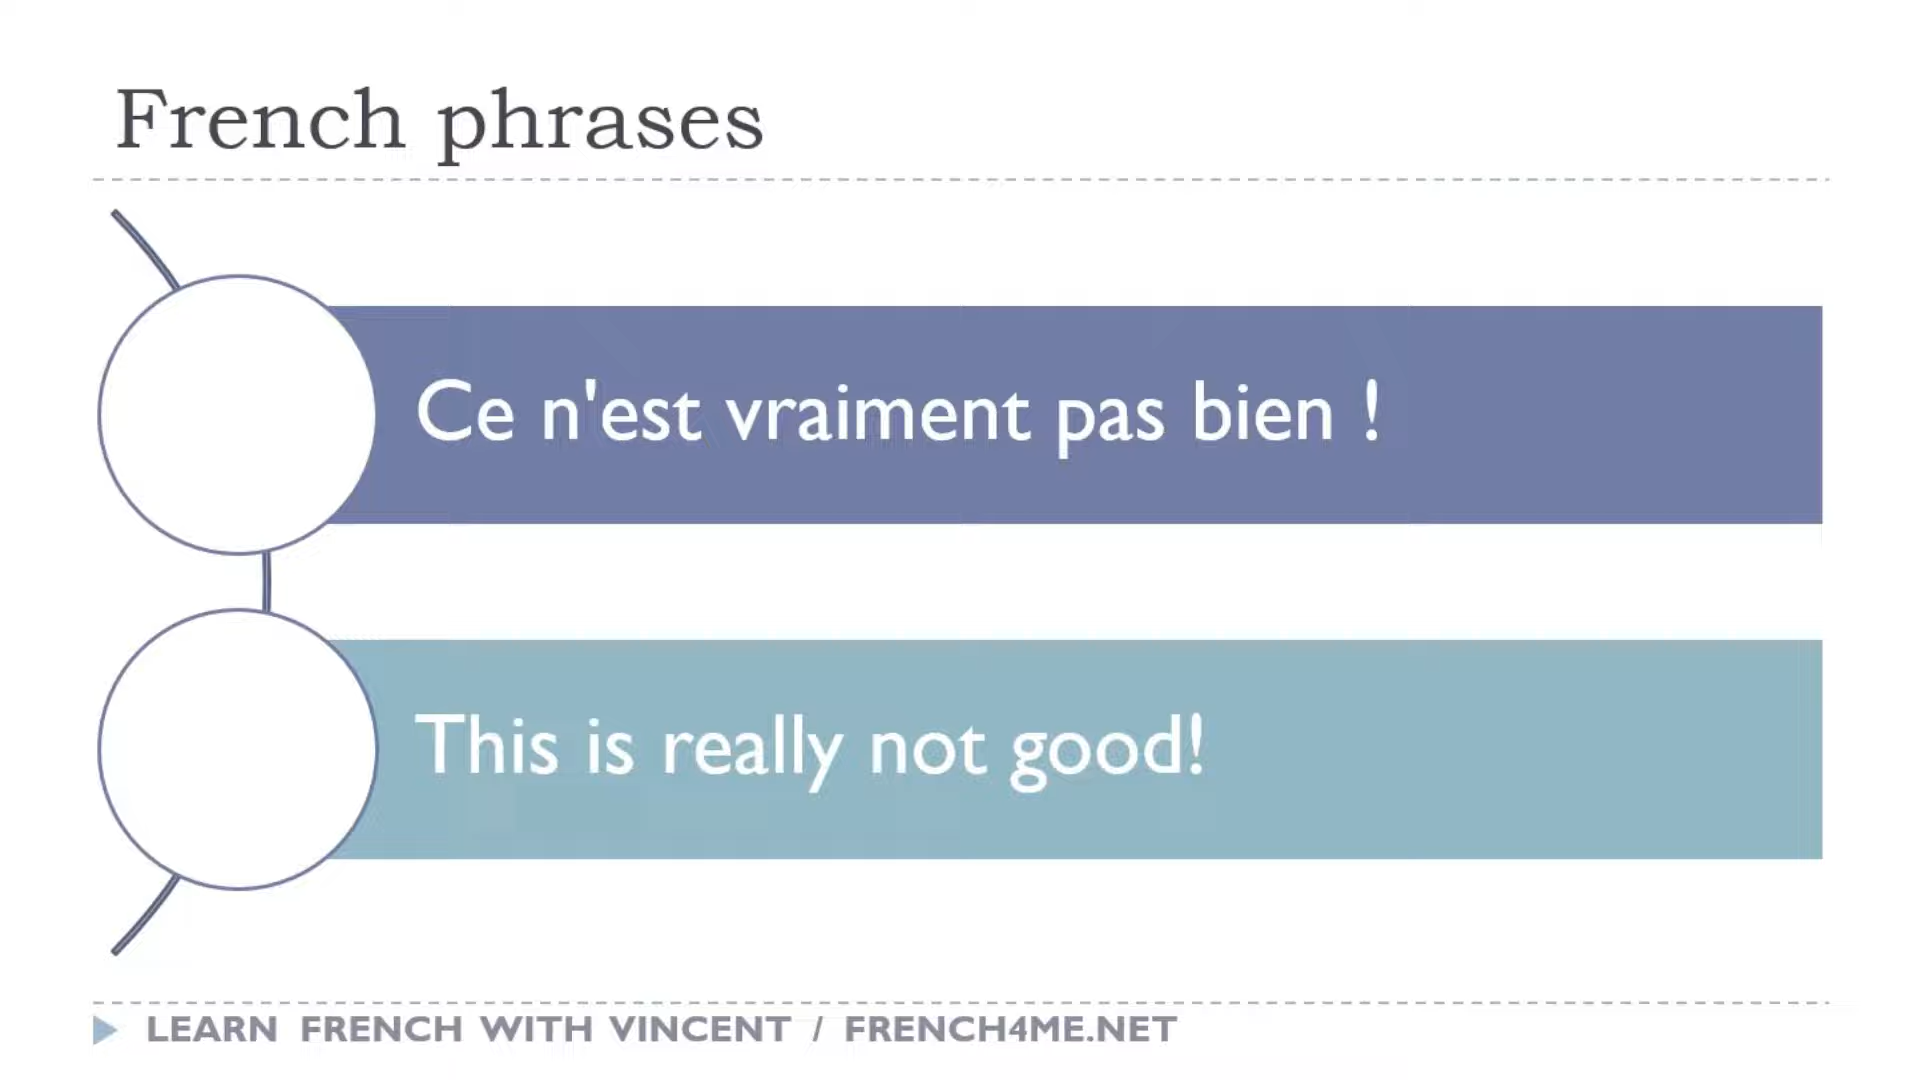 French phrases
Ce n'est vraiment pas bien !
This is really not good!
LEARN FRENCH WITH VINCENT / FRENCH4ME.NET